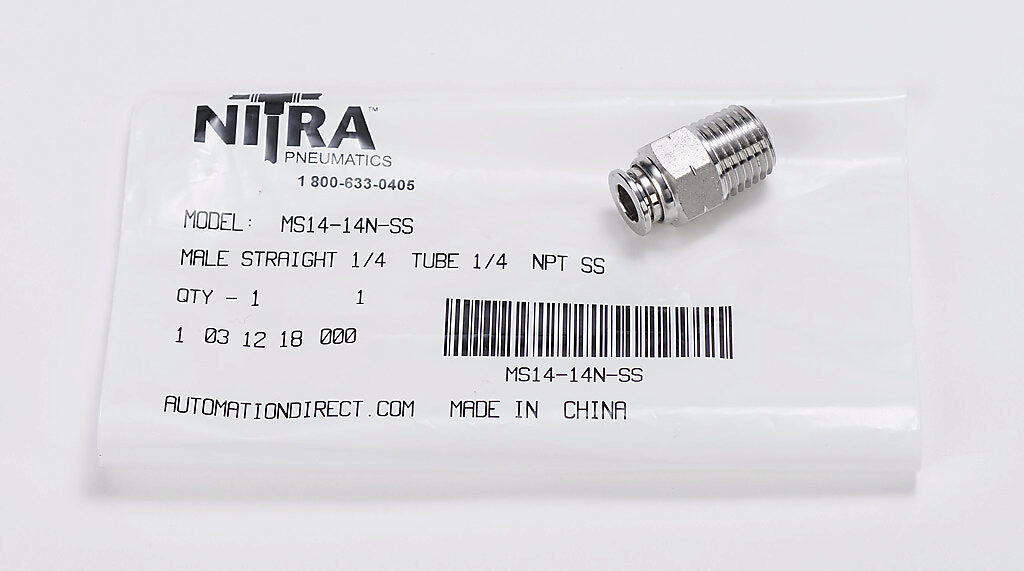 NITRA™
PNEUMATICS
1 800-633-0405
MODEL: MS14-14N-SS
MALE STRAIGHT 1/4 TUBE 1/4 NPT SS
QTY - 1 1
1 03 12 18 000
MS14-14N-SS
AUTOMATIONDIRECT.COM MADE IN CHINA